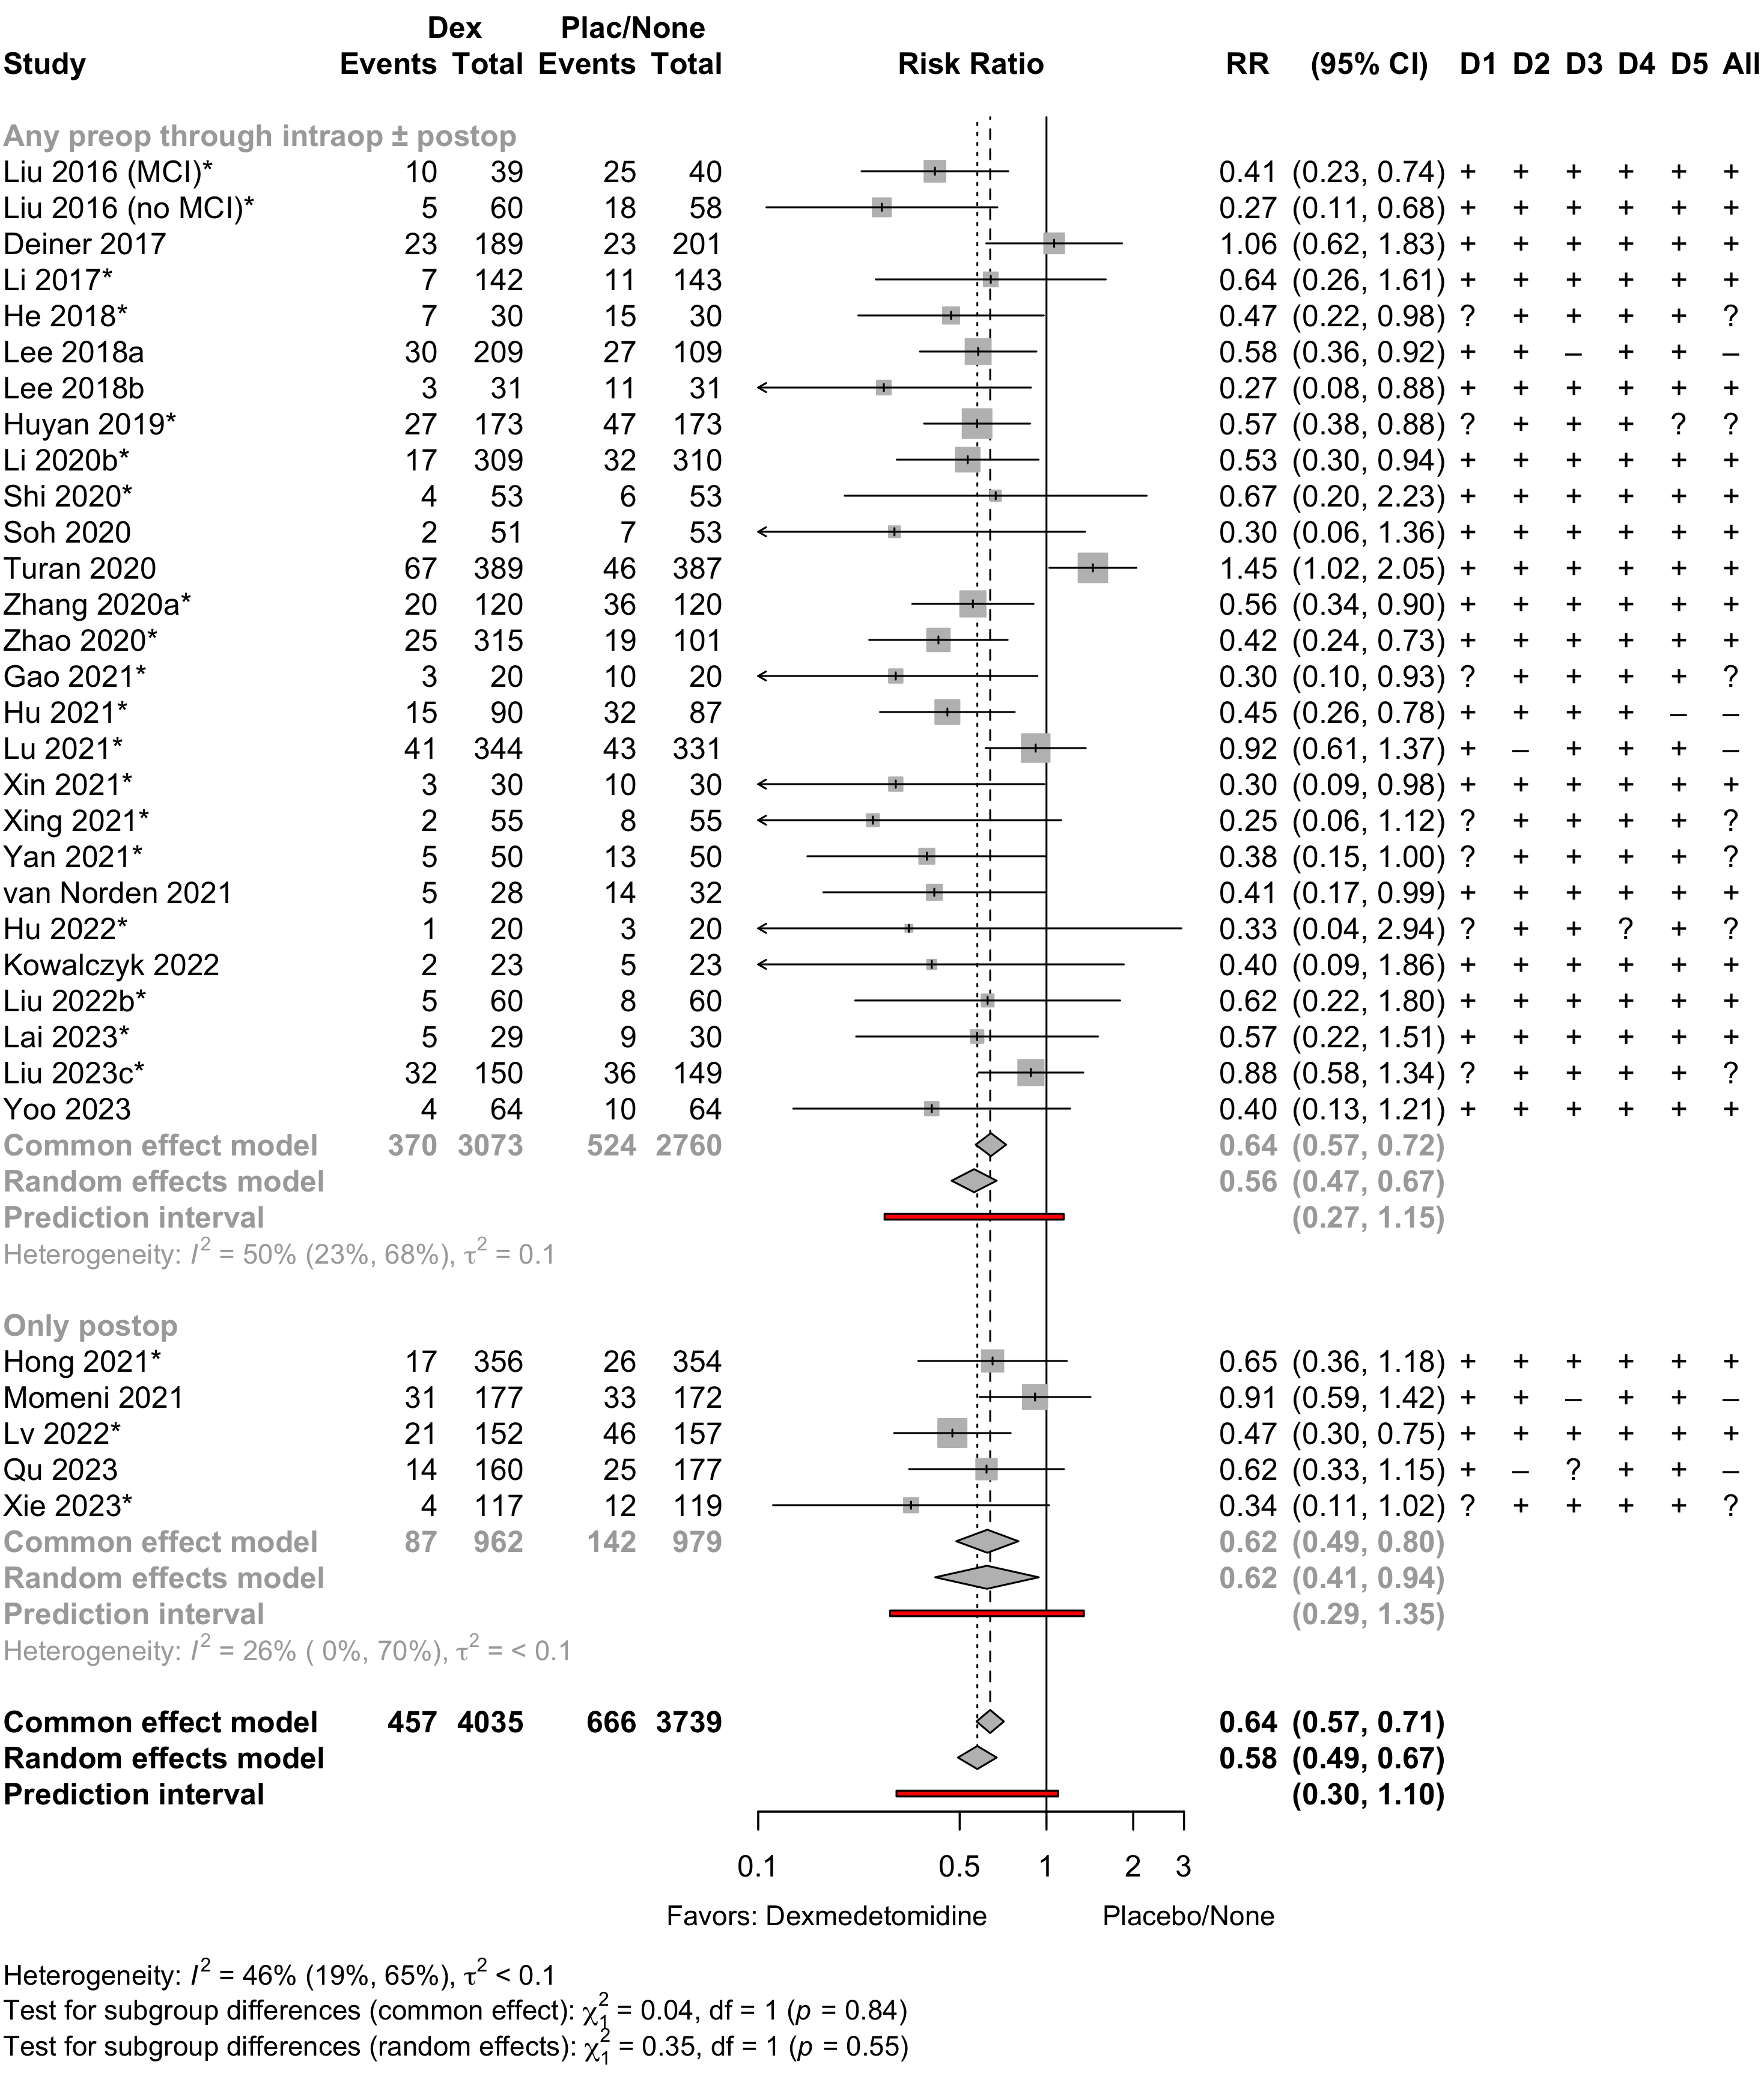 Dex Plac/None
Study Events Total Events Total Risk Ratio RR (95% CI) D1 D2 D3 D4 D5 All
Any preop through intraop ± postop
Liu 2016 (MCI)* 10 39 25 40 0.41 (0.23, 0.74) + + + + + +
Liu 2016 (no MCI)* 5 60 18 58 0.27 (0.11, 0.68) + + + + + +
Deiner 2017 23 189 23 201 1.06 (0.62, 1.83) + + + + + +
Li 2017* 7 142 11 143 0.64 (0.26, 1.61) + + + + + +
He 2018* 7 30 15 30 0.47 (0.22, 0.98) ? + + + + ?
Lee 2018a 30 209 27 109 0.58 (0.36, 0.92) + + – + + –
Lee 2018b 3 31 11 31 0.27 (0.08, 0.88) + + + + + +
Huyan 2019* 27 173 47 173 0.57 (0.38, 0.88) ? + + + ? ?
Li 2020b* 17 309 32 310 0.53 (0.30, 0.94) + + + + + +
Shi 2020* 4 53 6 53 0.67 (0.20, 2.23) + + + + + +
Soh 2020 2 51 7 53 0.30 (0.06, 1.36) + + + + + +
Turan 2020 67 389 46 387 1.45 (1.02, 2.05) + + + + + +
Zhang 2020a* 20 120 36 120 0.56 (0.34, 0.90) + + + + + +
Zhao 2020* 25 315 19 101 0.42 (0.24, 0.73) + + + + + +
Gao 2021* 3 20 10 20 0.30 (0.10, 0.93) ? + + + + ?
Hu 2021* 15 90 32 87 0.45 (0.26, 0.78) + + + + – –
Lu 2021* 41 344 43 331 0.92 (0.61, 1.37) + – + + + –
Xin 2021* 3 30 10 30 0.30 (0.09, 0.98) + + + + + +
Xing 2021* 2 55 8 55 0.25 (0.06, 1.12) ? + + + + ?
Yan 2021* 5 50 13 50 0.38 (0.15, 1.00) ? + + + + ?
van Norden 2021 5 28 14 32 0.41 (0.17, 0.99) + + + + + +
Hu 2022* 1 20 3 20 0.33 (0.04, 2.94) ? + + ? + ?
Kowalczyk 2022 2 23 5 23 0.40 (0.09, 1.86) + + + + + +
Liu 2022b* 5 60 8 60 0.62 (0.22, 1.80) + + + + + +
Lai 2023* 5 29 9 30 0.57 (0.22, 1.51) + + + + + +
Liu 2023c* 32 150 36 149 0.88 (0.58, 1.34) ? + + + + ?
Yoo 2023 4 64 10 64 0.40 (0.13, 1.21) + + + + + +
Common effect model 370 3073 524 2760 0.64 (0.57, 0.72)
Random effects model 0.56 (0.47, 0.67)
Prediction interval (0.27, 1.15)
Heterogeneity: I² = 50% (23%, 68%), τ² = 0.1
Only postop
Hong 2021* 17 356 26 354 0.65 (0.36, 1.18) + + + + + +
Momeni 2021 31 177 33 172 0.91 (0.59, 1.42) + + – + + –
Lv 2022* 21 152 46 157 0.47 (0.30, 0.75) + + + + + +
Qu 2023 14 160 25 177 0.62 (0.33, 1.15) + – ? + + –
Xie 2023* 4 117 12 119 0.34 (0.11, 1.02) ? + + + + ?
Common effect model 87 962 142 979 0.62 (0.49, 0.80)
Random effects model 0.62 (0.41, 0.94)
Prediction interval (0.29, 1.35)
Heterogeneity: I² = 26% ( 0%, 70%), τ² = < 0.1
Common effect model 457 4035 666 3739 0.64 (0.57, 0.71)
Random effects model 0.58 (0.49, 0.67)
Prediction interval (0.30, 1.10)
0.1 0.5 1 2 3
Favors: Dexmedetomidine Placebo/None
Heterogeneity: I² = 46% (19%, 65%), τ² < 0.1
Test for subgroup differences (common effect): χ²₁ = 0.04, df = 1 (p = 0.84)
Test for subgroup differences (random effects): χ²₁ = 0.35, df = 1 (p = 0.55)